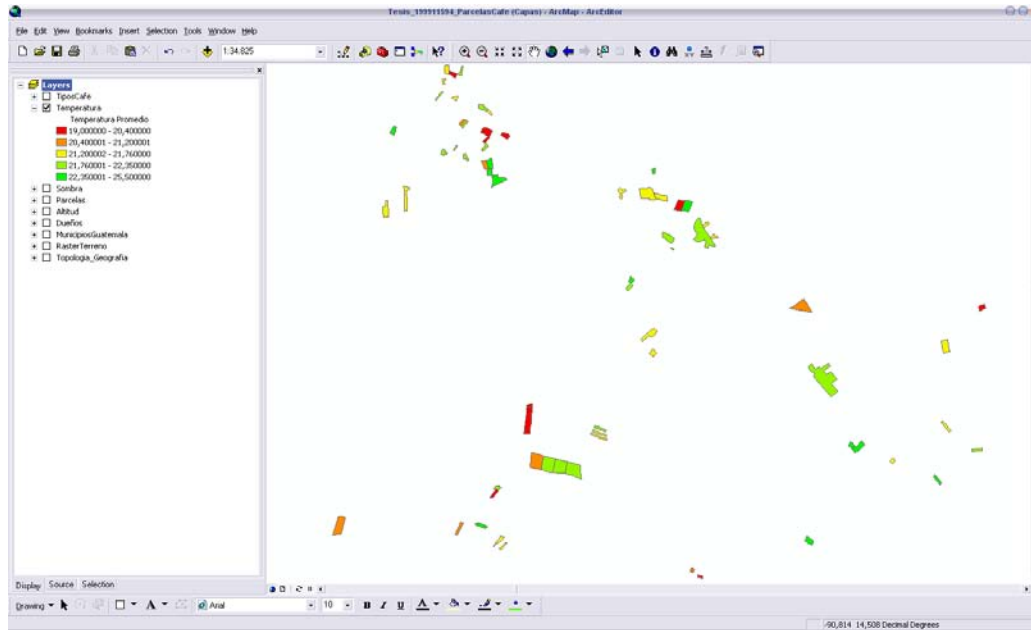 Tesis_199911594_ParcelasCafe (Capas) - ArcMap - ArcEditor
File Edit View Bookmarks Insert Selection Tools Window Help
1:34.825
Layers
TiposCafe
Temperatura
Temperatura Promedio
19,000000 - 20,400000
20,400001 - 21,200001
21,200002 - 21,760000
21,760001 - 22,350000
22,350001 - 25,500000
Sombra
Parcelas
Altitud
Dueños
MunicipiosGuatemala
RasterTerreno
Topologia_Geografia
Display Source Selection
Drawing Arial 10 B I U A
-90,814 14,508 Decimal Degrees